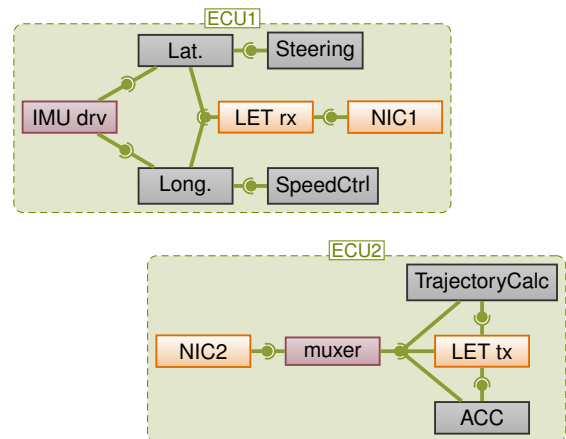 ECU1
Lat.
Steering
IMU drv
LET rx
NIC1
Long.
SpeedCtrl
ECU2
TrajectoryCalc
NIC2
muxer
LET tx
ACC